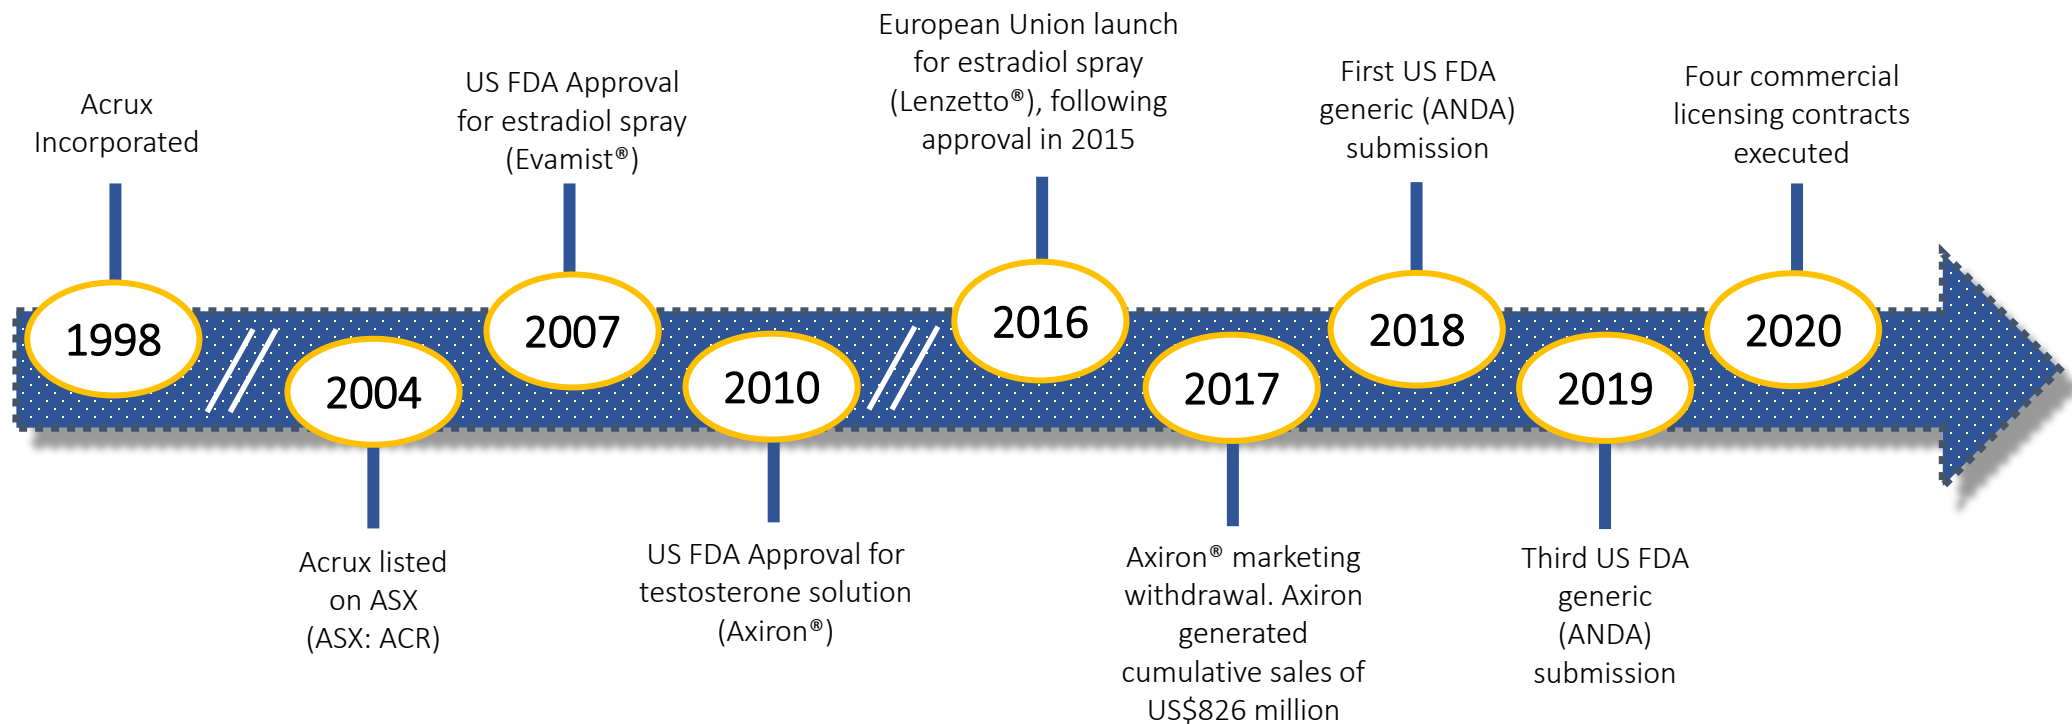 Acrux
Incorporated
1998
Acrux listed
on ASX
(ASX: ACR)
2004
US FDA Approval
for estradiol spray
(Evamist®)
2007
US FDA Approval for
testosterone solution
(Axiron®)
2010
European Union launch
for estradiol spray
(Lenzetto®), following
approval in 2015
2016
Axiron® marketing
withdrawal. Axiron
generated
cumulative sales of
US$826 million
2017
First US FDA
generic (ANDA)
submission
2018
Third US FDA
generic
(ANDA)
submission
2019
Four commercial
licensing contracts
executed
2020